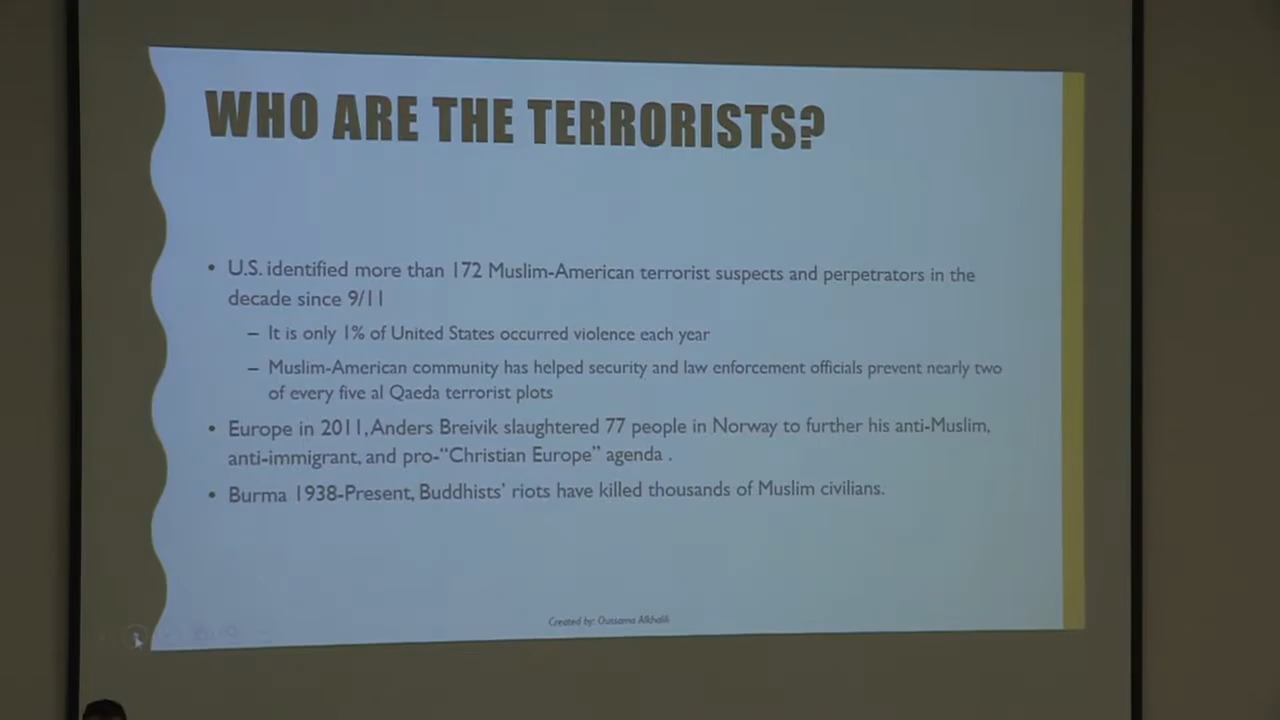 WHO ARE THE TERRORISTS?
• U.S. identified more than 172 Muslim-American terrorist suspects and perpetrators in the
decade since 9/11
– It is only 1% of United States occurred violence each year
– Muslim-American community has helped security and law enforcement officials prevent nearly two
of every five al Qaeda terrorist plots
• Europe in 2011, Anders Breivik slaughtered 77 people in Norway to further his anti-Muslim,
anti-immigrant, and pro-“Christian Europe” agenda .
• Burma 1938-Present, Buddhists’ riots have killed thousands of Muslim civilians.
Created by: Oussama Alkhalili